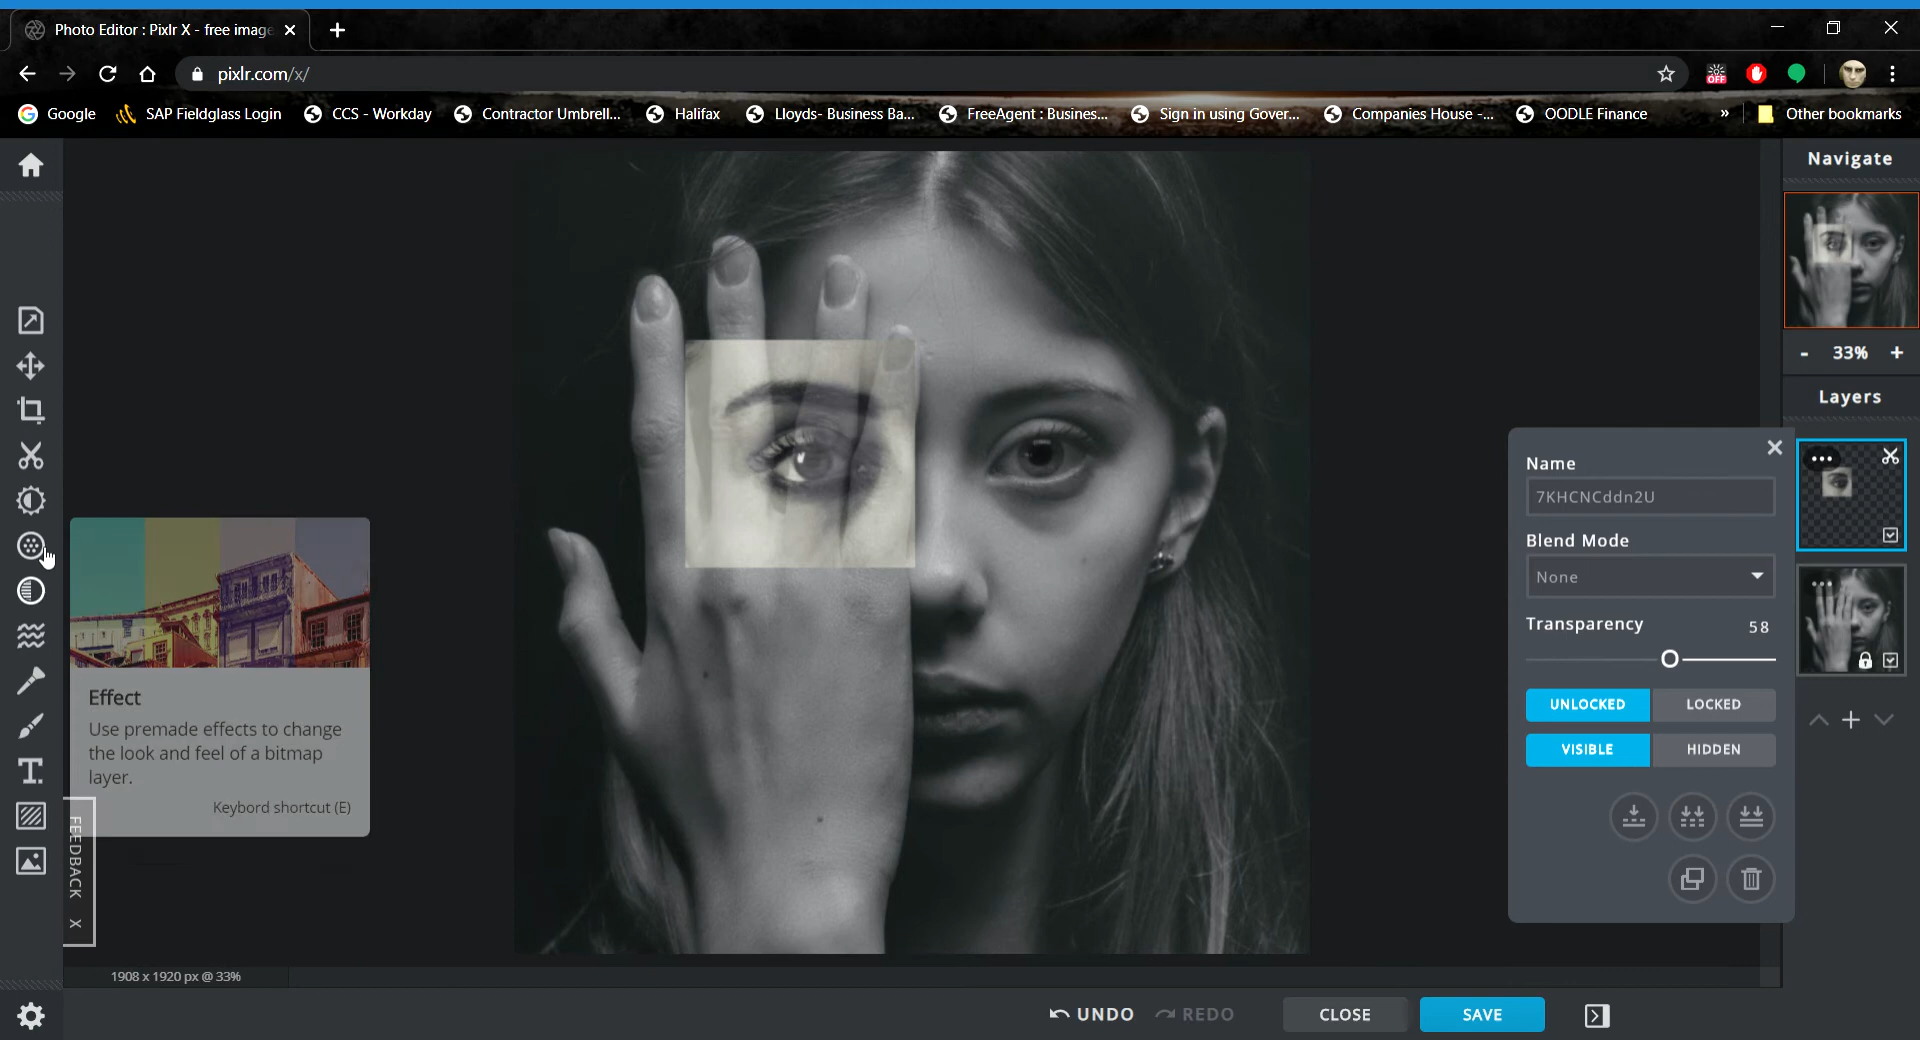 Photo Editor : Pixlr X - free image
pixlr.com/x/
OFF
Google
SAP Fieldglass Login
CCS - Workday
Contractor Umbrell...
Halifax
Lloyds- Business Ba...
FreeAgent : Busines...
Sign in using Gover...
Companies House -...
OODLE Finance
»
Other bookmarks
Navigate
- 33% +
Layers
Name
7KHCNCddn2U
Blend Mode
None
Transparency 58
UNLOCKED LOCKED
VISIBLE HIDDEN
Effect
Use premade effects to change
the look and feel of a bitmap
layer.
Keybord shortcut (E)
FEEDBACK X
1908 x 1920 px @ 33%
UNDO REDO CLOSE SAVE